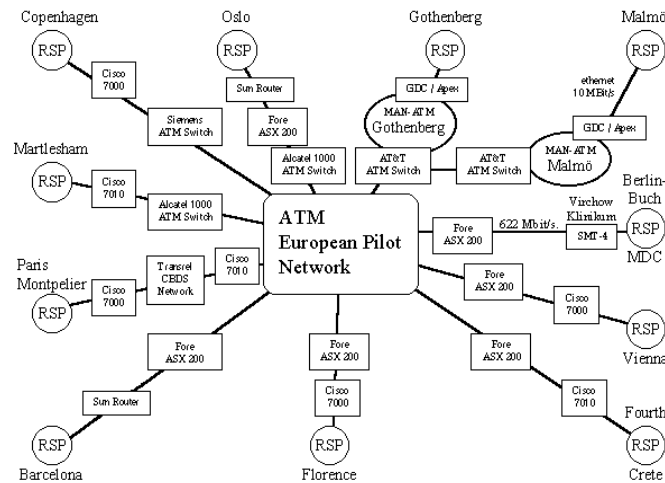 Copenhagen
RSP
Cisco
7000
Siemens
ATM Switch
Oslo
RSP
Sun Router
Fore
ASX 200
Alcatel 1000
ATM Switch
Gothenberg
RSP
GDC / Apex
MAN-ATM
Gothenberg
AT&T
ATM Switch
AT&T
ATM Switch
Malmö
RSP
ethernet
10 MBit/s
GDC / Apex
MAN-ATM
Malmö
Martlesham
RSP
Cisco
7010
Alcatel 1000
ATM Switch
ATM
European Pilot
Network
Fore
ASX 200
622 Mbit/s.
Virchow
Klinikum
SMT-4
Berlin-
Buch
RSP
MDC
Paris
Montpelier
RSP
Cisco
7000
Transrel
CBDS
Network
Cisco
7010
Fore
ASX 200
Cisco
7000
RSP
Vienna
Fore
ASX 200
Sun Router
RSP
Barcelona
Fore
ASX 200
Cisco
7000
RSP
Florence
Fore
ASX 200
Cisco
7010
Fourth
RSP
Crete